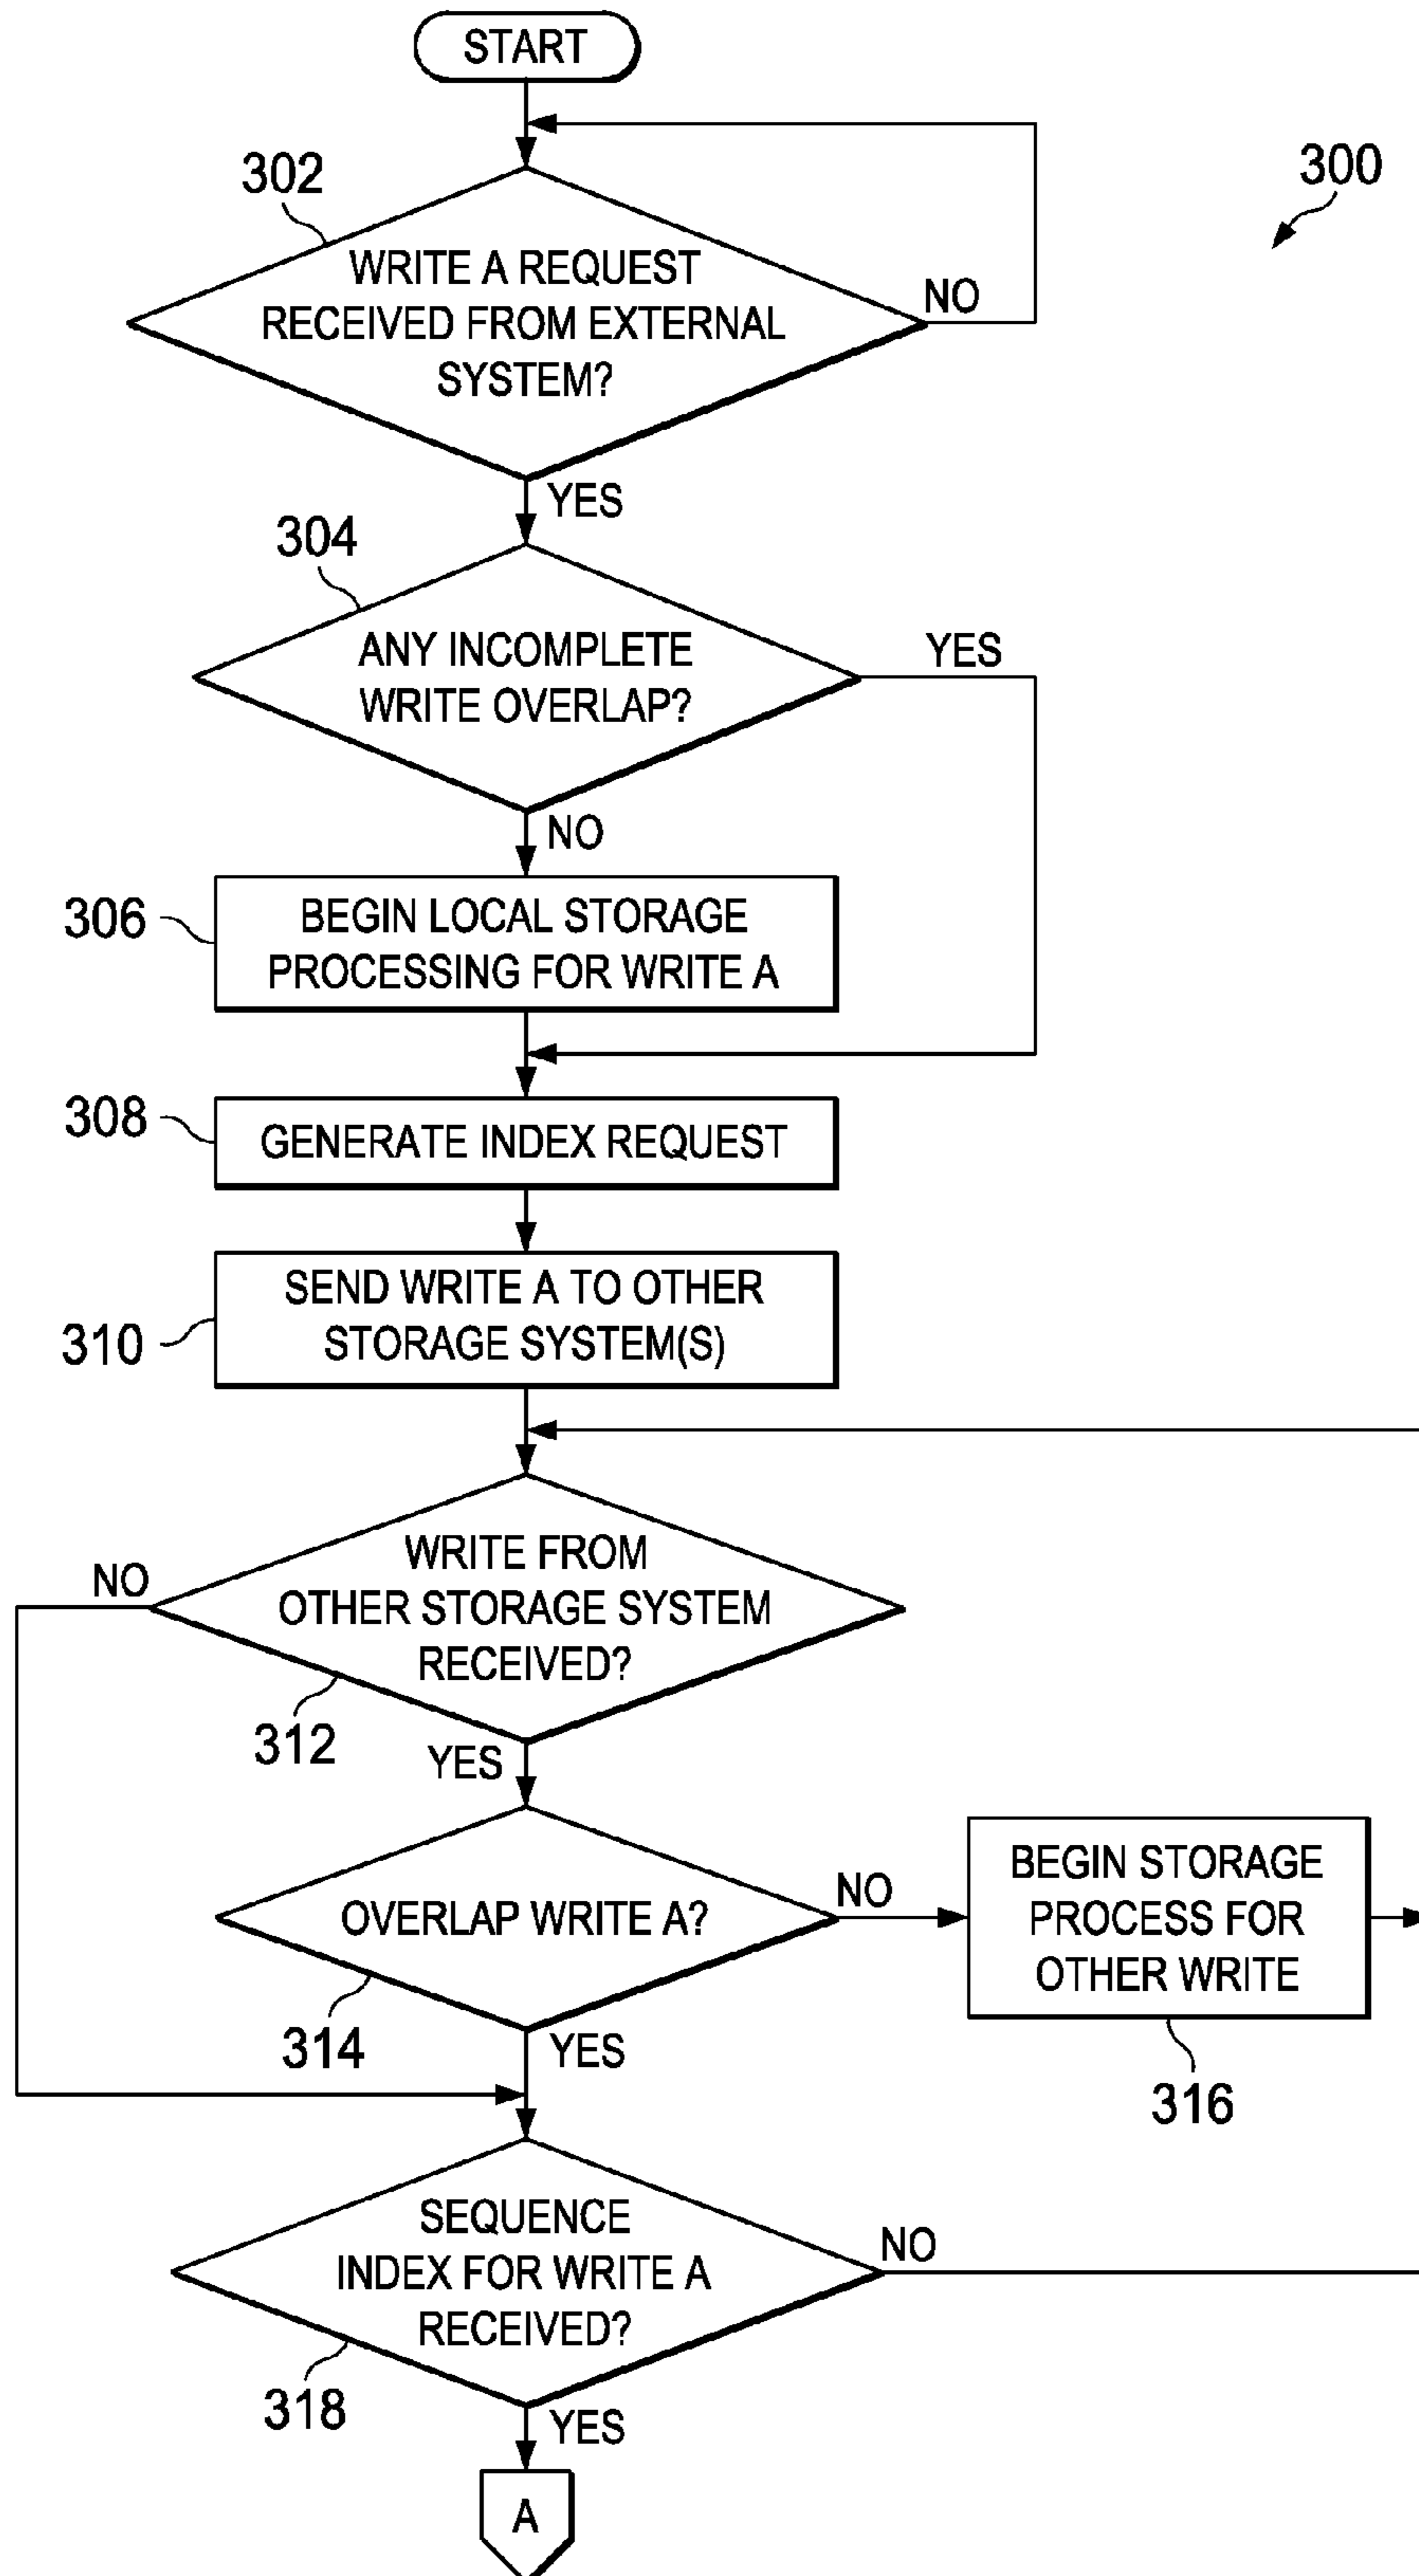 START
300
302
WRITE A REQUEST
RECEIVED FROM EXTERNAL
SYSTEM?
NO
YES
304
ANY INCOMPLETE
WRITE OVERLAP?
YES
NO
306
BEGIN LOCAL STORAGE
PROCESSING FOR WRITE A
308
GENERATE INDEX REQUEST
310
SEND WRITE A TO OTHER
STORAGE SYSTEM(S)
WRITE FROM
OTHER STORAGE SYSTEM
RECEIVED?
NO
312
YES
OVERLAP WRITE A?
NO
314
YES
BEGIN STORAGE
PROCESS FOR
OTHER WRITE
316
SEQUENCE
INDEX FOR WRITE A
RECEIVED?
NO
318
YES
A